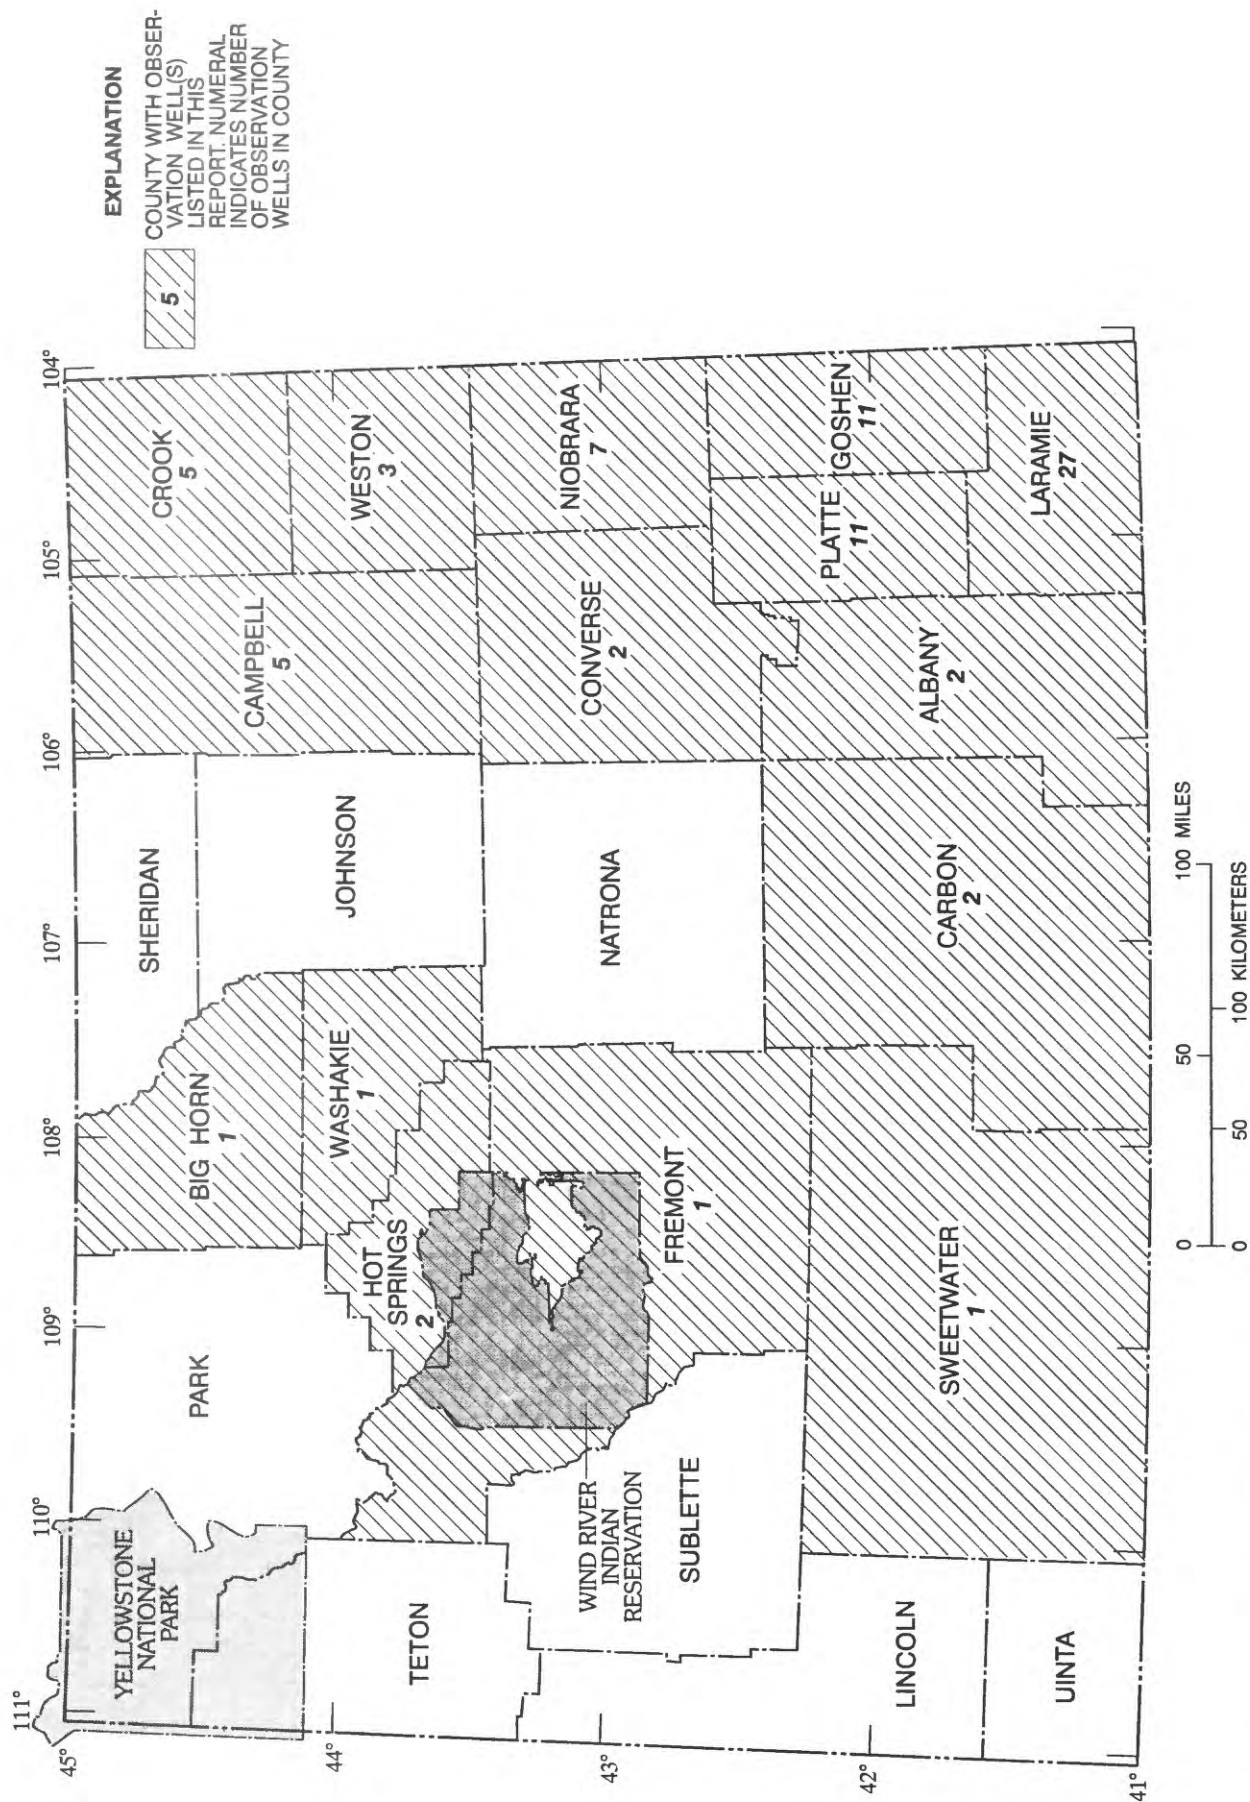 111°
110°
109°
108°
107°
106°
105°
104°
45°
44°
43°
42°
41°
YELLOWSTONE
NATIONAL
PARK
PARK
BIG HORN
1
SHERIDAN
CAMPBELL
5
CROOK
5
TETON
HOT
SPRINGS
2
WASHAKIE
1
JOHNSON
WESTON
3
WIND RIVER
INDIAN
RESERVATION
SUBLETTE
FREMONT
1
NATRONA
CONVERSE
2
NIOBRARA
7
LINCOLN
UINTA
SWEETWATER
1
CARBON
2
ALBANY
2
PLATTE
11
GOSHEN
11
LARAMIE
27
0 50 100 MILES
0 50 100 KILOMETERS
EXPLANATION
5
COUNTY WITH OBSER-
VATION WELL(S)
LISTED IN THIS
REPORT. NUMERAL
INDICATES NUMBER
OF OBSERVATION
WELLS IN COUNTY